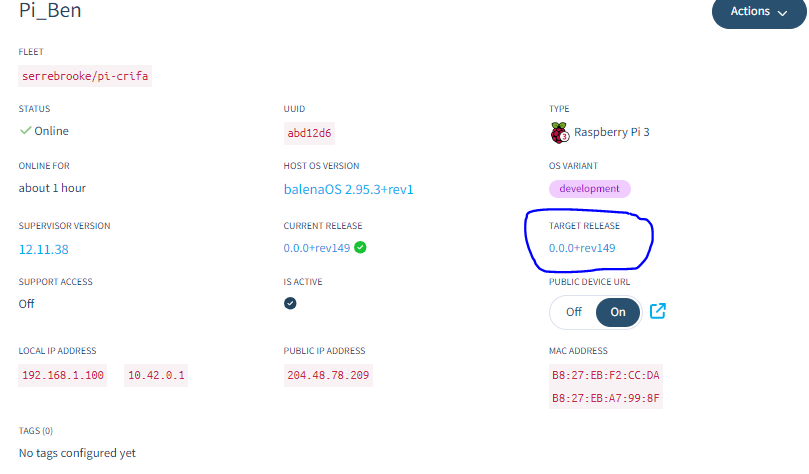 Pi_Ben
Actions
FLEET
serrebrooke/pi-crifa
STATUS UUID TYPE
Online abd12d6 3 Raspberry Pi 3
ONLINE FOR HOST OS VERSION OS VARIANT
about 1 hour balenaOS 2.95.3+rev1 development
SUPERVISOR VERSION CURRENT RELEASE TARGET RELEASE
12.11.38 0.0.0+rev149 0.0.0+rev149
SUPPORT ACCESS IS ACTIVE PUBLIC DEVICE URL
Off Off On
LOCAL IP ADDRESS PUBLIC IP ADDRESS MAC ADDRESS
192.168.1.100 10.42.0.1 204.48.78.209 B8:27:EB:F2:CC:DA
B8:27:EB:A7:99:8F
TAGS (0)
No tags configured yet